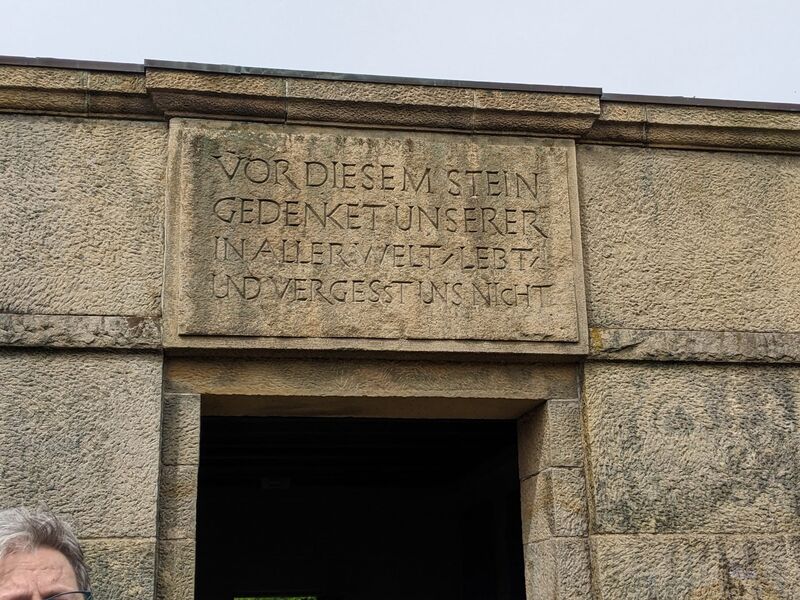 VOR DIESEM STEIN
GEDENKET UNSERER
IN ALLER WELT/LEBT/
UND VERGESST UNS NICHT